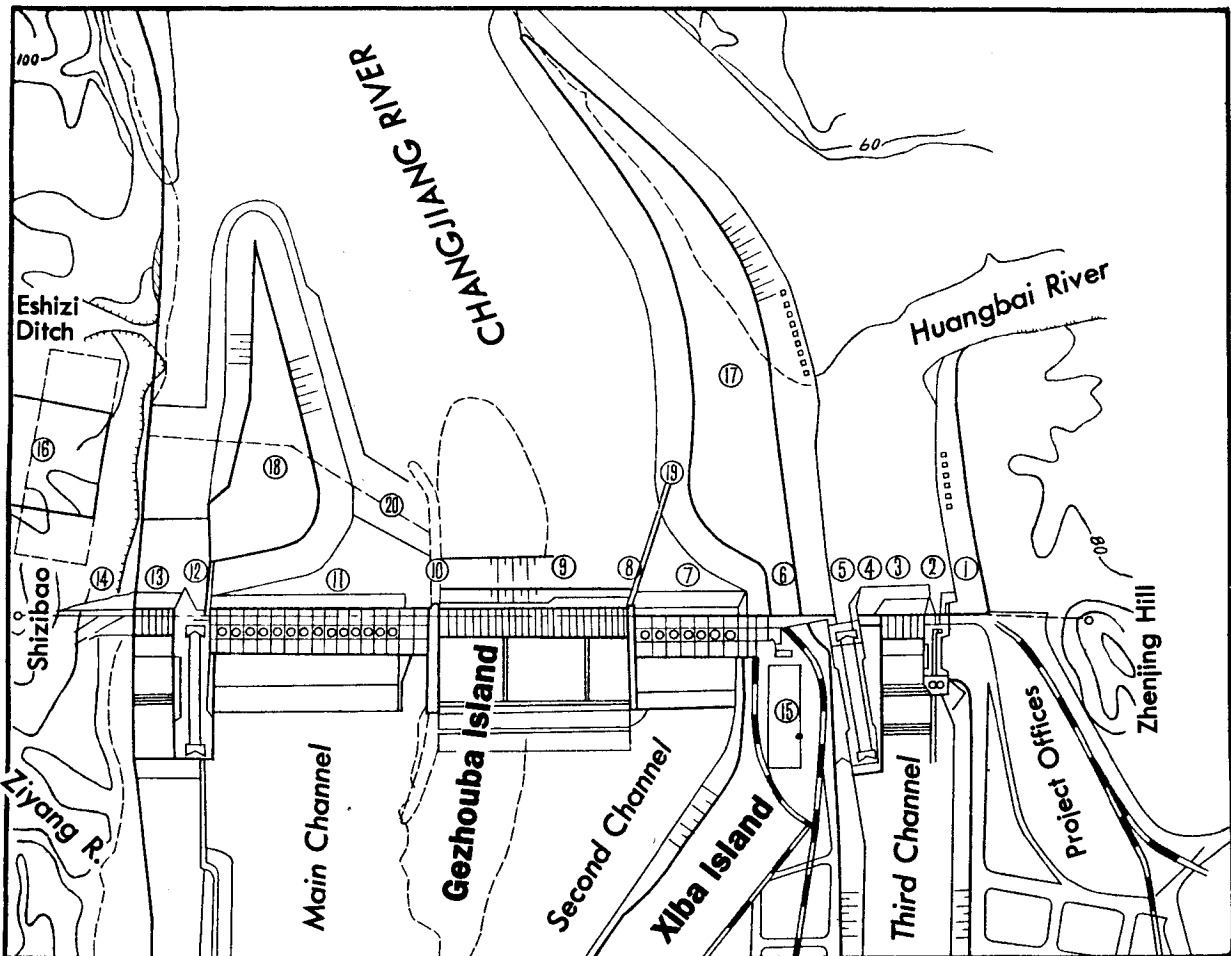 100
CHANGJIANG RIVER
60
Huangbai River
Eshizi
Ditch
⑰
⑯
⑱
⑲
⑳
80
⑭ ⑬ ⑫ ⑪ ⑩ ⑨ ⑧ ⑦ ⑥ ⑤ ④ ③ ② ①
Shizibao
Zhenjing Hill
⑮
Ziyang R.
Main Channel
Gezhouba Island
Second Channel
Xiba Island
Third Channel
Project Offices